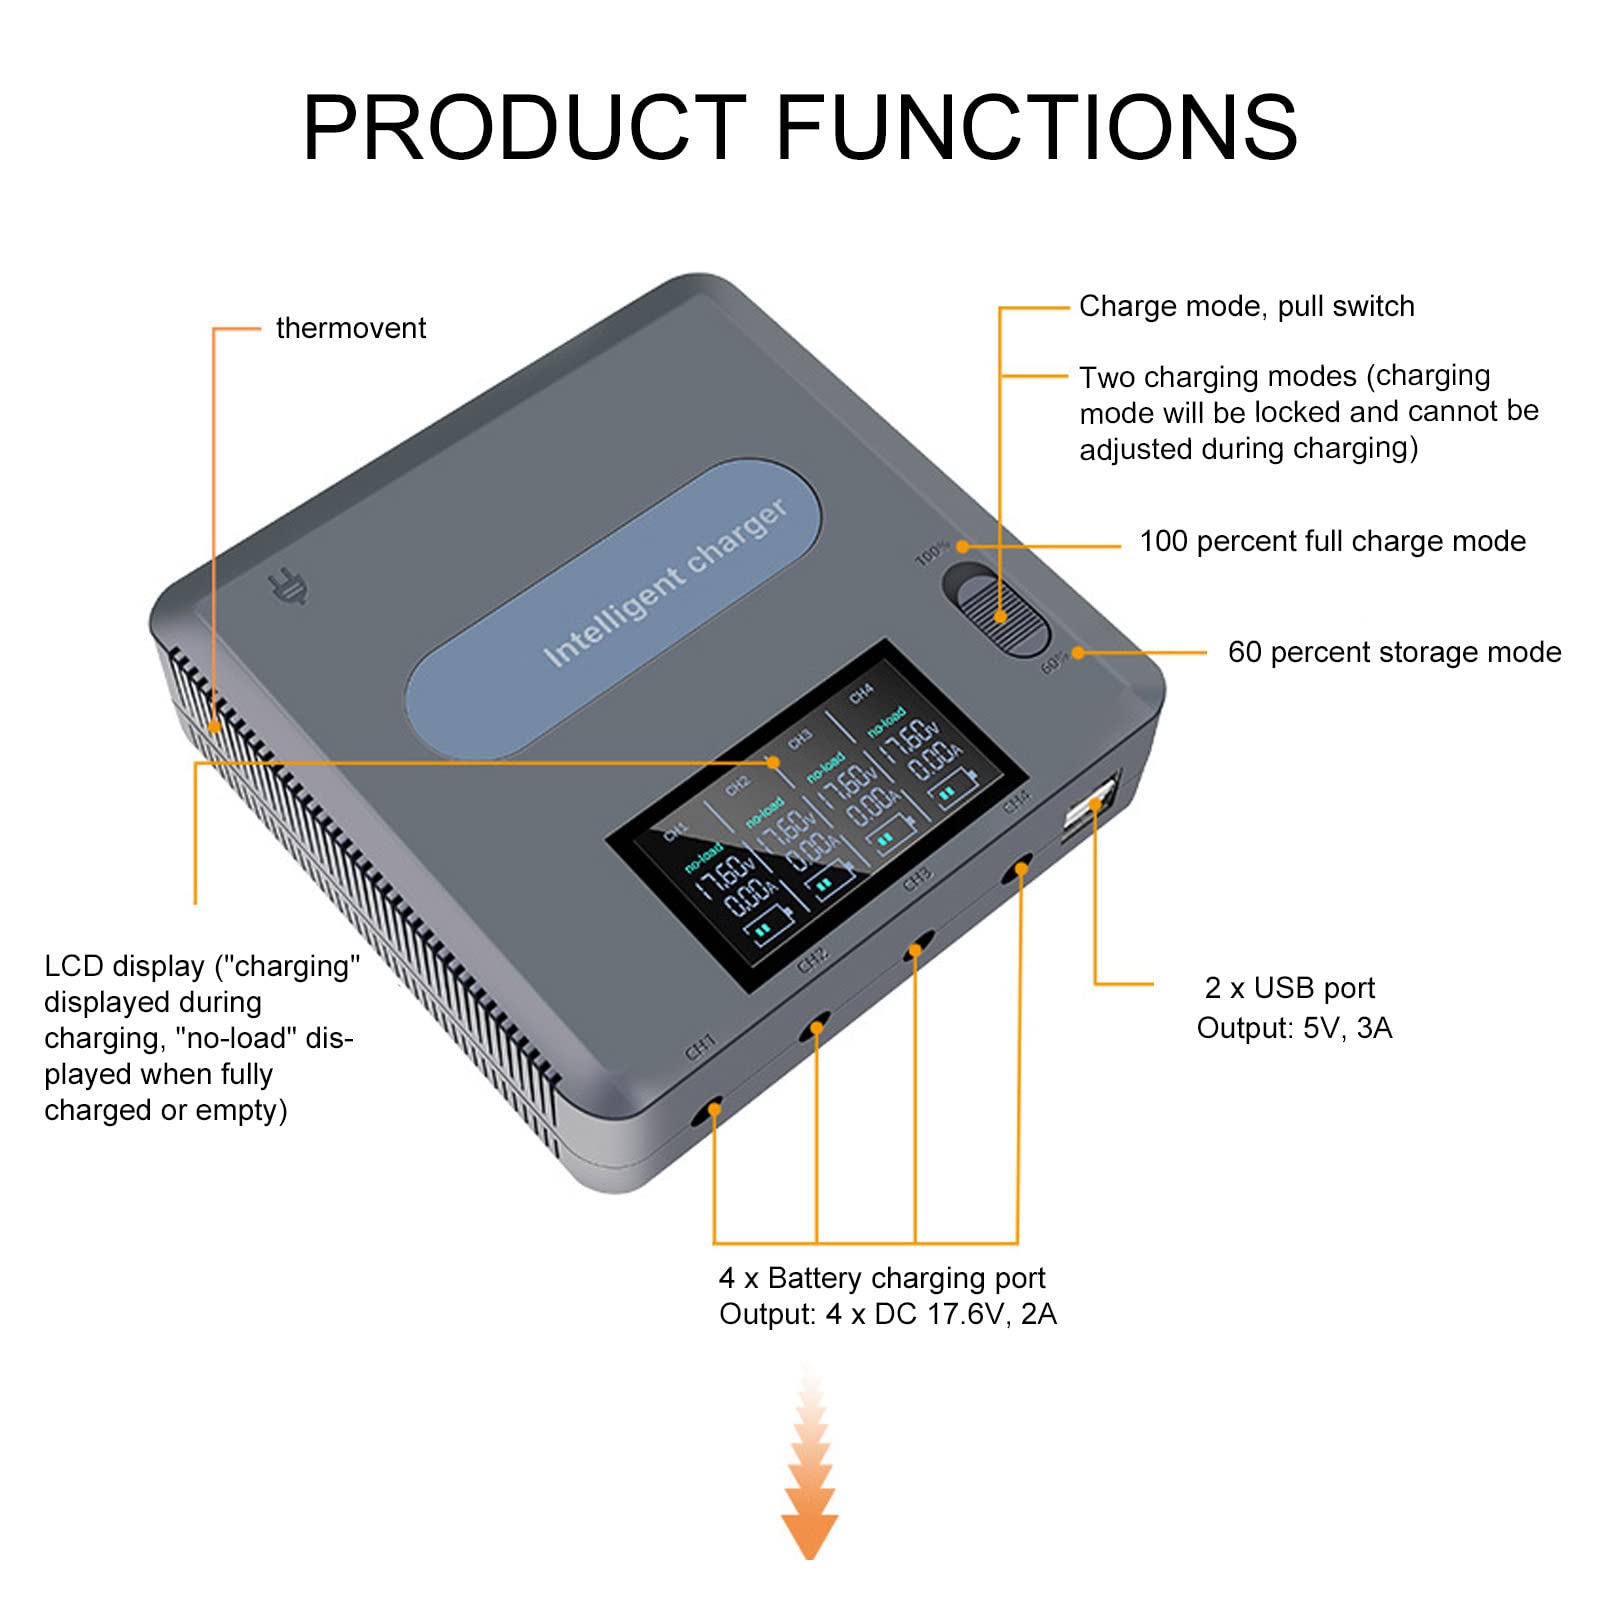 PRODUCT FUNCTIONS
thermovent
Charge mode, pull switch
Two charging modes (charging
mode will be locked and cannot be
adjusted during charging)
100 percent full charge mode
60 percent storage mode
100%
60%
Intelligent charger
CH1 CH2 CH3 CH4
no-load no-load no-load no-load
17.60V 17.60V 17.60V 17.60V
0.00A 0.00A 0.00A 0.00A
CH1 CH2 CH3 CH4
LCD display ("charging"
displayed during
charging, "no-load" dis-
played when fully
charged or empty)
2 x USB port
Output: 5V, 3A
4 x Battery charging port
Output: 4 x DC 17.6V, 2A